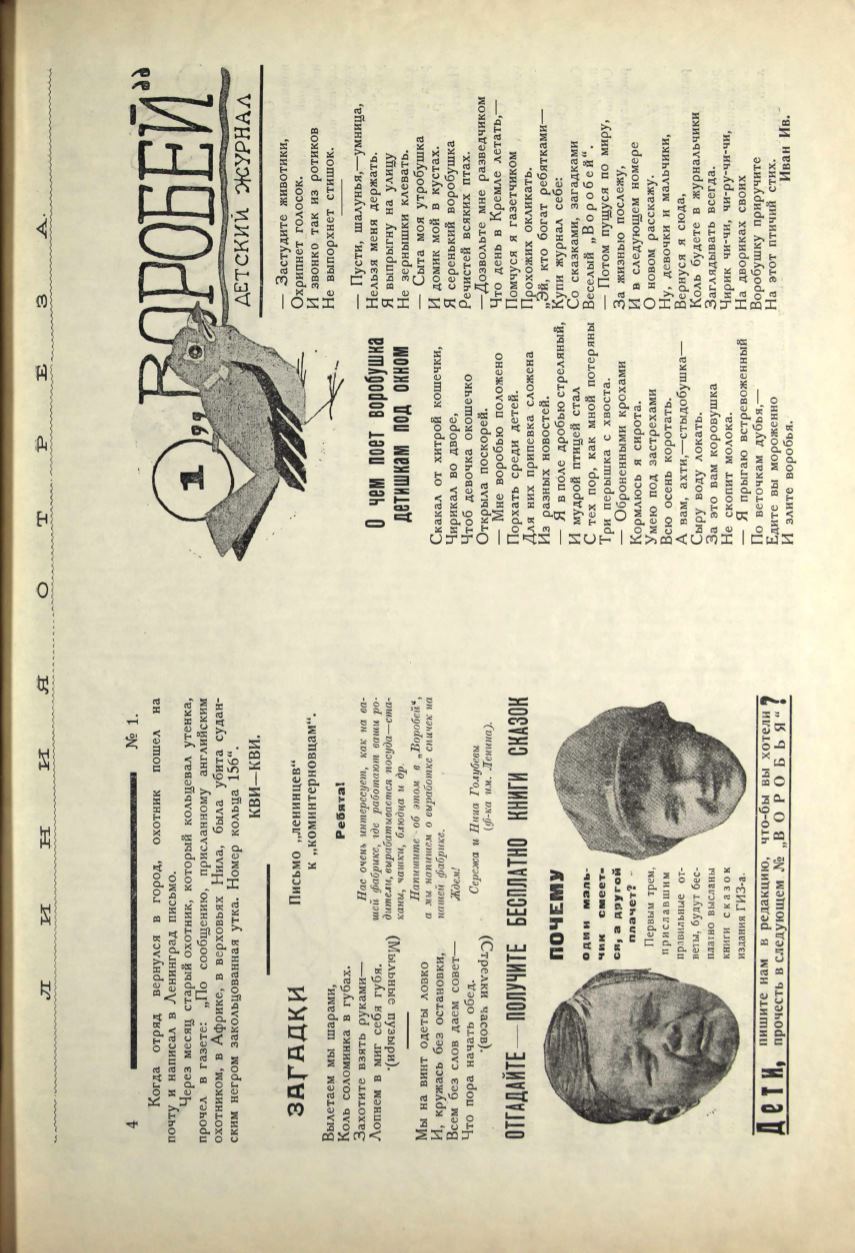 ЛИНИЯ ОТРЕЗА
4
№ 1.
Когда отряд вернулся в город, охотник пошел на
почту и написал в Ленинград письмо.
Через месяц старый охотник, который кольцевал утенка,
прочел в газете: „По сообщению, присланному английским
охотником, в Африке, в верховьях Нила, была убита судан-
ским негром закольцованная утка. Номер кольца 156“.
КВИ—КВИ.
ЗАГАДКИ
Вылетаем мы шарами,
Коль соломинка в губах.
Захотите взять руками—
Лопнем в миг себя губя.
(Мыльные пузыри).
Мы на винт одеты ловко
И, кружась без остановки,
Всем без слов даем совет—
Что пора начать обед.
(Стрелки часов).
Письмо „ленинцев“
к „коминтерновцам“.
Ребята!
Нас очень интересует, как на ва-
шей фабрике, где работают ваши ро-
дители, вырабатывается посуда—ста-
каны, чашки, блюдца и др.
Напишите об этом в „Воробей“,
а мы напишем о выработке спичек на
нашей фабрике.
Ждем!
Сережа и Нина Голубевы
(ф-ка им. Ленина).
ОТГАДАЙТЕ—ПОЛУЧИТЕ БЕСПЛАТНО КНИГИ СКАЗОК
ПОЧЕМУ
один маль-
чик смеет-
ся, а другой
плачет? -
Первым трем,
приславшим
правильные от-
веты, будут бес-
платно высланы
книги сказок
издания ГИЗ-а.
Дети, пишите нам в редакцию, что-бы вы хотели
прочесть в следующем № „ВОРОБЬЯ“?
1
„ВОРОБЕЙ“
ДЕТСКИЙ ЖУРНАЛ
О чем поет воробушка
детишкам под окном
Скакал от хитрой кошечки,
Чирикал во дворе,
Чтоб девочка окошечко
Открыла поскорей.
— Мне воробью положено
Порхать среди детей.
Для них припевка сложена
Из разных новостей.
— Я в поле дробью стреляный,
И мудрой птицей стал
С тех пор, как мной потеряны
Три перышка с хвоста.
— Оброненными крохами
Кормлюсь я сирота.
Умею под застрехами
Всю осень коротать.
А вам, ахти,—стыдобушка—
Сыру воду локать.
За это вам коровушка
Не скопит молока.
— Я прыгаю встревоженный
По веточкам дубья,—
Едите вы мороженно
И злите воробья.
— Застудите животики,
Охрипнет голосок.
И звонко так из ротиков
Не выпорхнет стишок.
— Пусти, шалунья,—умница,
Нельзя меня держать.
Я выпрыгну на улицу
Не зернышки клевать.
— Сыта моя утробушка
И домик мой в кустах.
Я серенький воробушка
Речистей всяких птах.
—Дозвольте мне разведчиком
Что день в Кремле летать,—
Помчуся я газетчиком
Прохожих окликать.
„Эй, кто богат ребятками—
Купи журнал себе:
Со сказками, загадками
Веселый „Воробей“.
— Потом пущуся по миру,
За жизнью послежу,
И в следующем номере
О новом расскажу.
Ну, девочки и мальчики,
Вернуся я сюда,
Коль будете в журнальчики
Заглядывать всегда.
Чирик чи-чи, чи-ру-чи-чи,
На двориках своих
Воробушку приручите
На этот птичий стих.
Иван Ив.